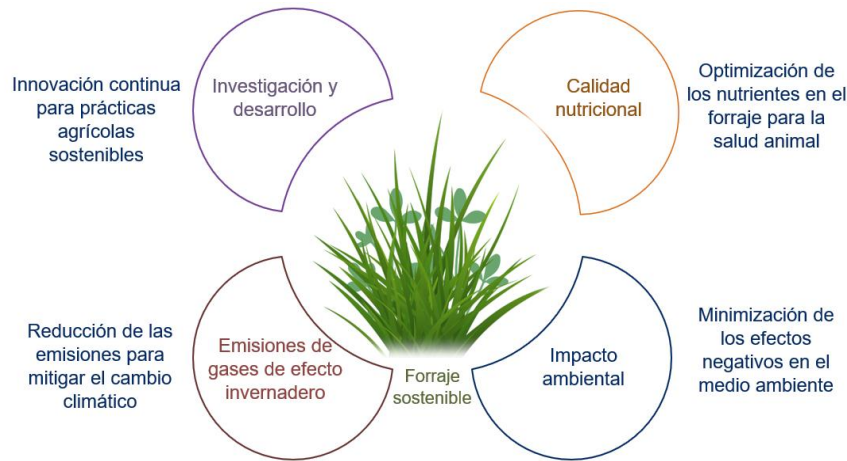 Innovación continua
para prácticas
agrícolas
sostenibles
Investigación y
desarrollo
Calidad
nutricional
Optimización de
los nutrientes en el
forraje para la
salud animal
Reducción de las
emisiones para
mitigar el cambio
climático
Emisiones de
gases de efecto
invernadero
Forraje
sostenible
Impacto
ambiental
Minimización de
los efectos
negativos en el
medio ambiente